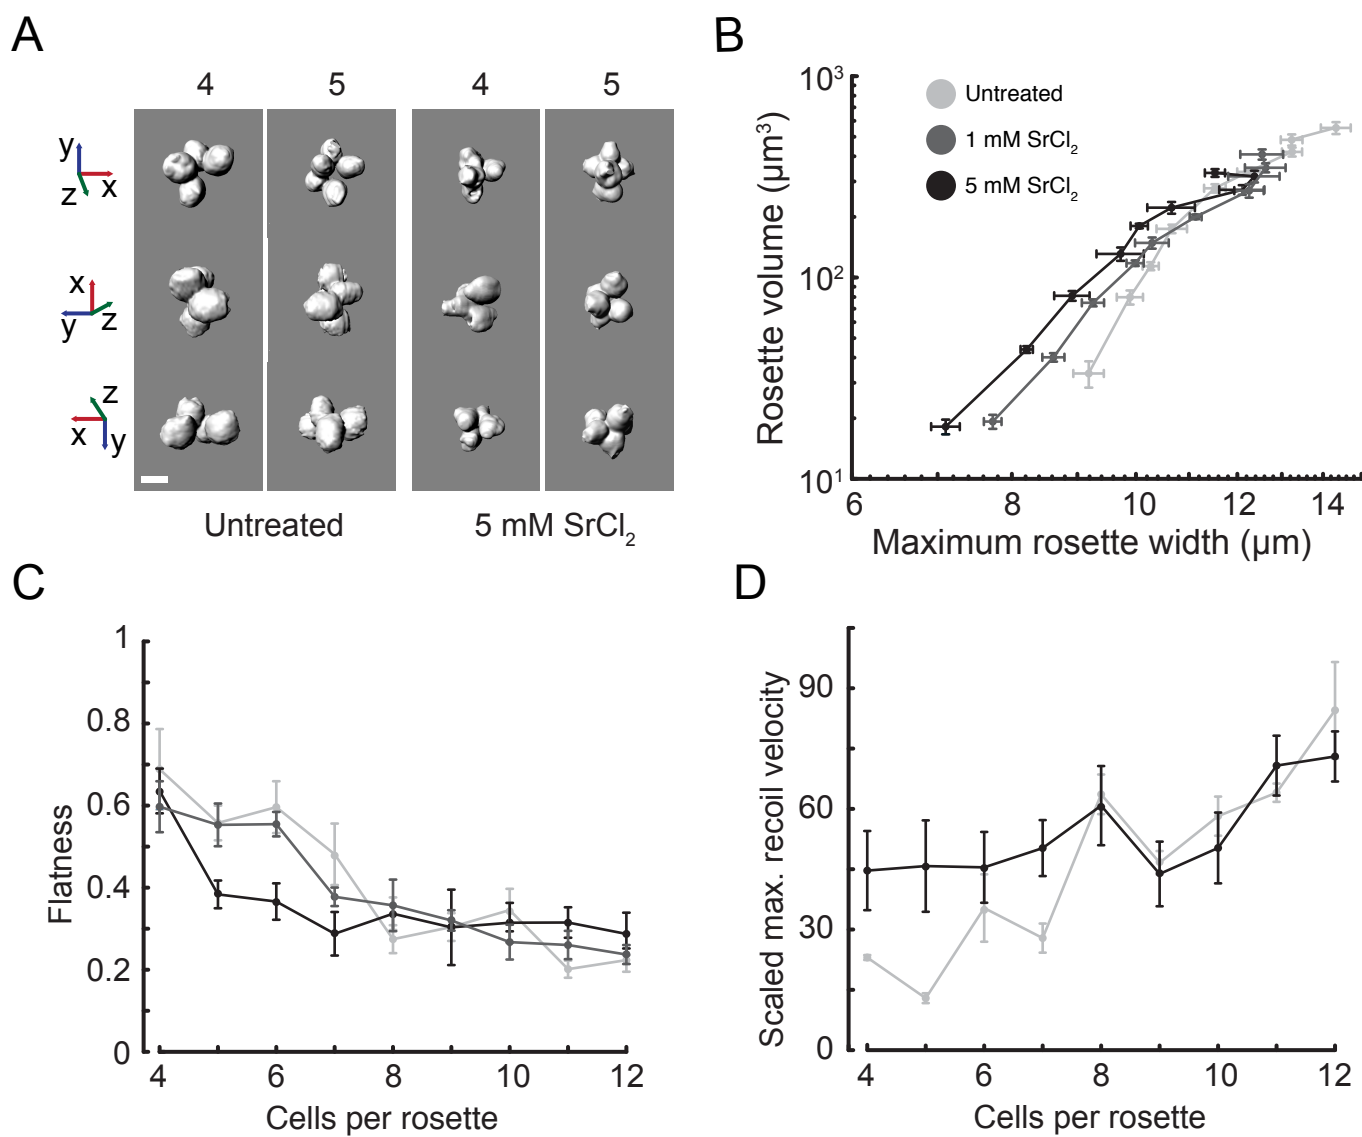 A
4 5 4 5
y
x
z
x
y
z
z
x
y
Untreated 5 mM SrCl₂
B
Rosette volume (µm³)
10³
10²
10¹
Untreated
1 mM SrCl₂
5 mM SrCl₂
6 8 10 12 14
Maximum rosette width (µm)
C
Flatness
1
0.8
0.6
0.4
0.2
0
4 6 8 10 12
Cells per rosette
D
Scaled max. recoil velocity
90
60
30
0
4 6 8 10 12
Cells per rosette